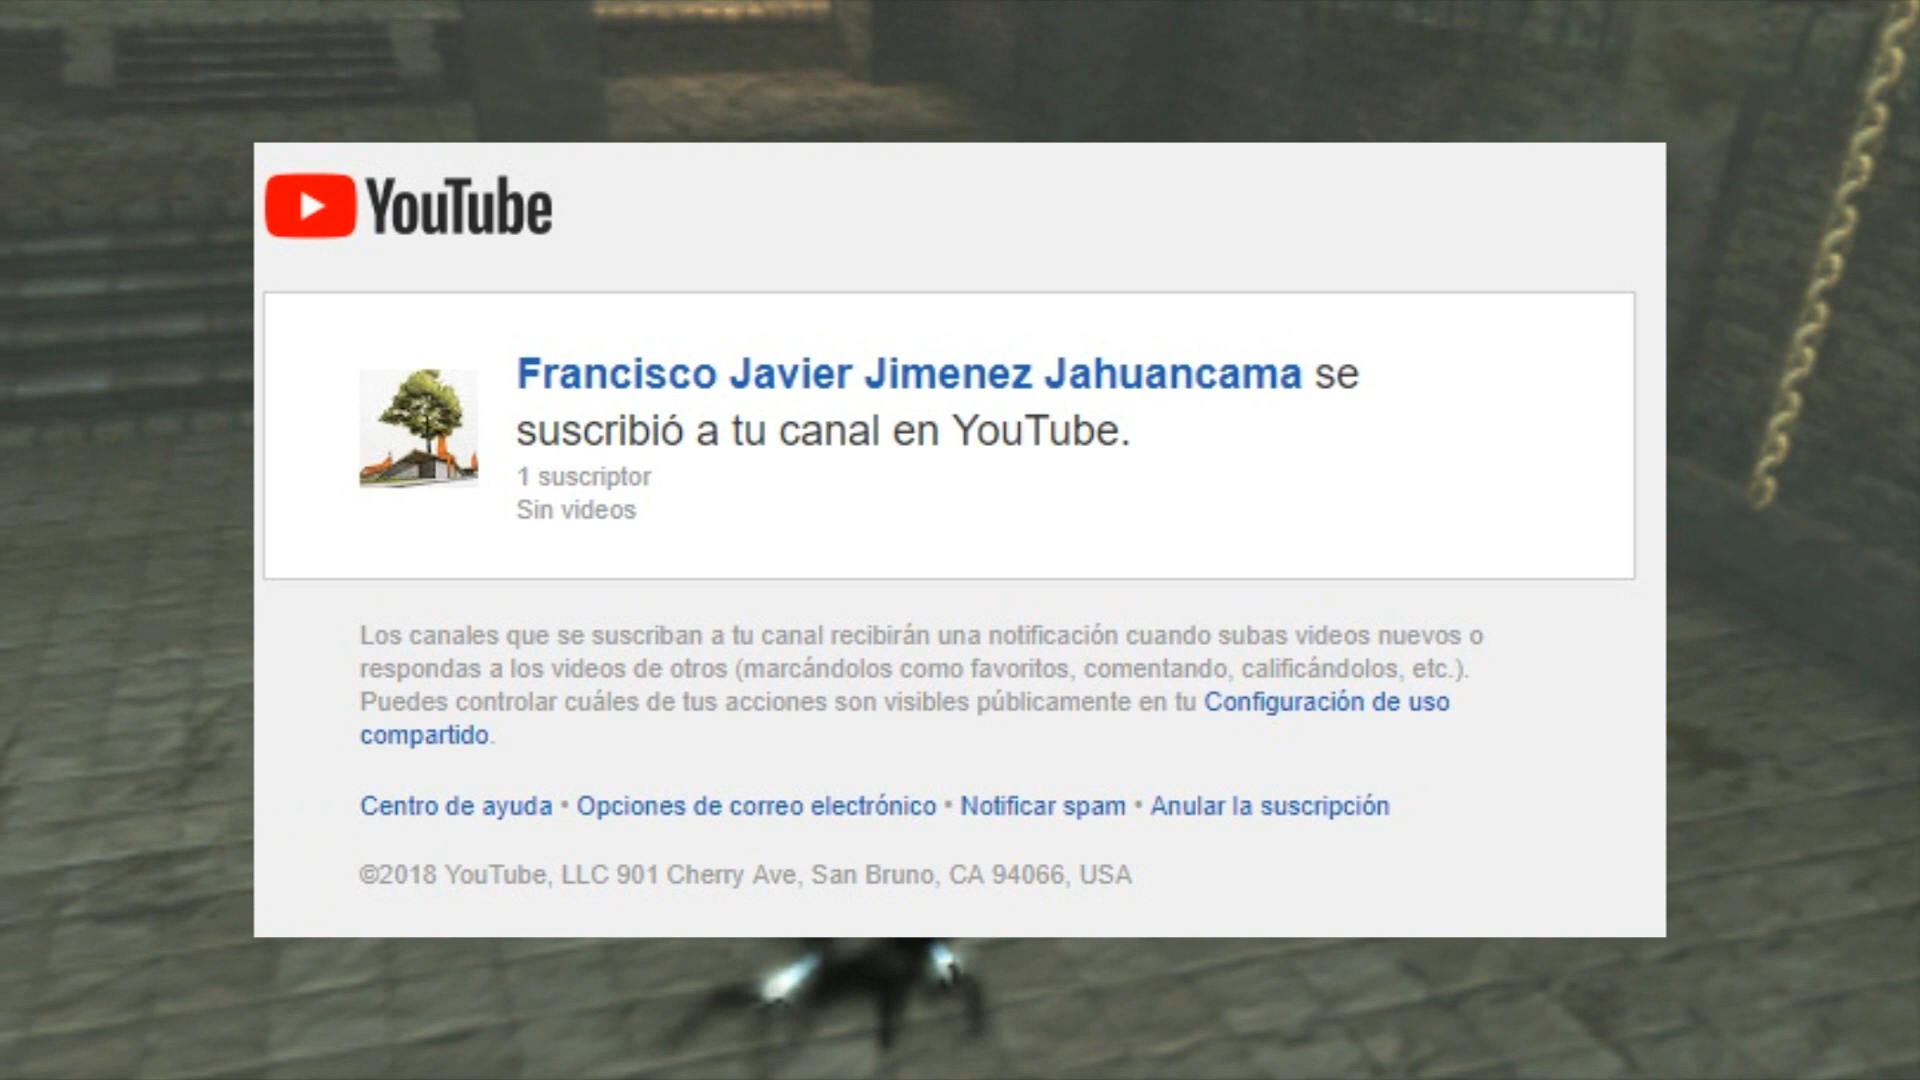 YouTube
Francisco Javier Jimenez Jahuancama se
suscribió a tu canal en YouTube.
1 suscriptor
Sin videos
Los canales que se suscriban a tu canal recibirán una notificación cuando subas videos nuevos o
respondas a los videos de otros (marcándolos como favoritos, comentando, calificándolos, etc.).
Puedes controlar cuáles de tus acciones son visibles públicamente en tu Configuración de uso
compartido.
Centro de ayuda • Opciones de correo electrónico • Notificar spam • Anular la suscripción
©2018 YouTube, LLC 901 Cherry Ave, San Bruno, CA 94066, USA